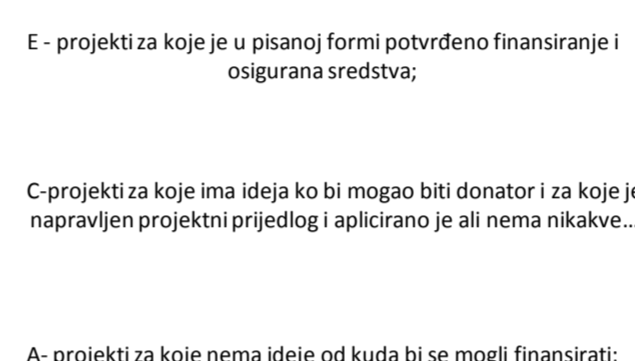 E - projekti za koje je u pisanoj formi potvrđeno finansiranje i
osigurana sredstva;
C-projekti za koje ima ideja ko bi mogao biti donator i za koje je
napravljen projektni prijedlog i aplicirano je ali nema nikakve...
A- projekti za koje nema ideje od kuda bi se mogli finansirati;